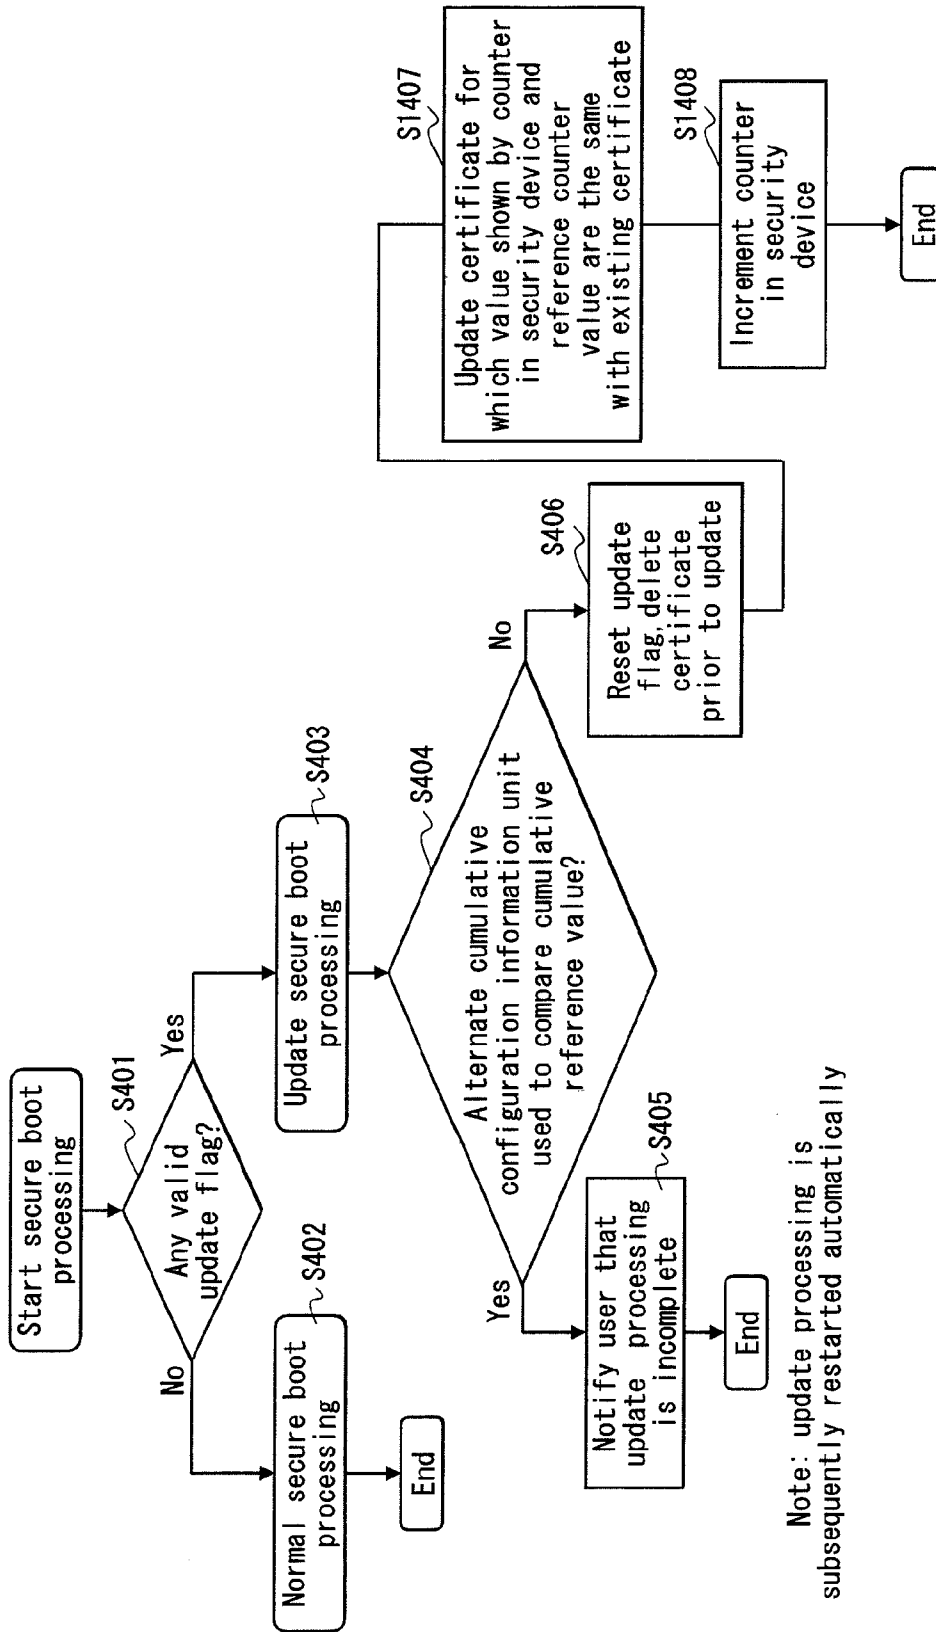 Start secure boot
processing
S401
Any valid
update flag?
No
Yes
S402
Normal secure boot
processing
End
S403
Update secure boot
processing
S404
Alternate cumulative
configuration information unit
used to compare cumulative
reference value?
Yes
No
S405
Notify user that
update processing
is incomplete
End
Note: update processing is
subsequently restarted automatically
S406
Reset update
flag, delete
certificate
prior to update
S1407
Update certificate for
which value shown by counter
in security device and
reference counter
value are the same
with existing certificate
S1408
Increment counter
in security
device
End